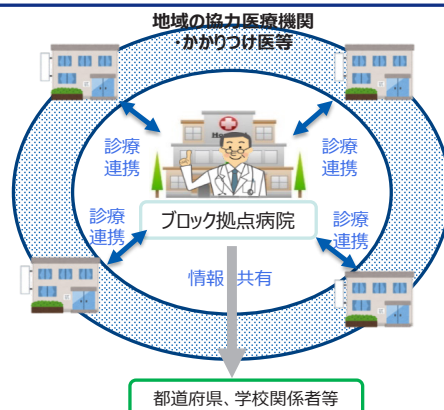 地域の協力医療機関
・かかりつけ医等
診療
連携
診療
連携
診療
連携
ブロック拠点病院
診療
連携
情報 共有
都道府県、学校関係者等